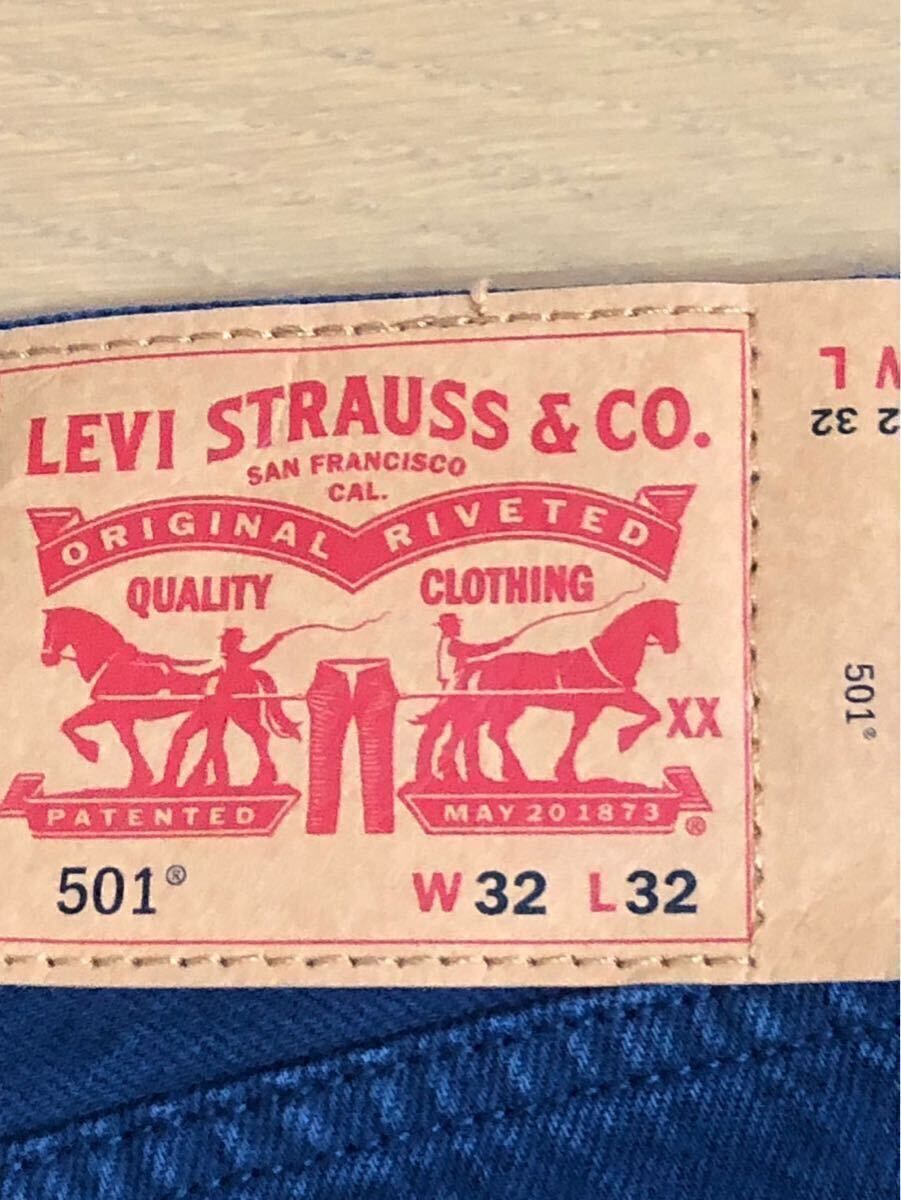 LEVI STRAUSS & CO.
SAN FRANCISCO
CAL.
ORIGINAL RIVETED
QUALITY CLOTHING
XX
PATENTED MAY 20 1873 ®
501® W 32 L 32
L
32
501®